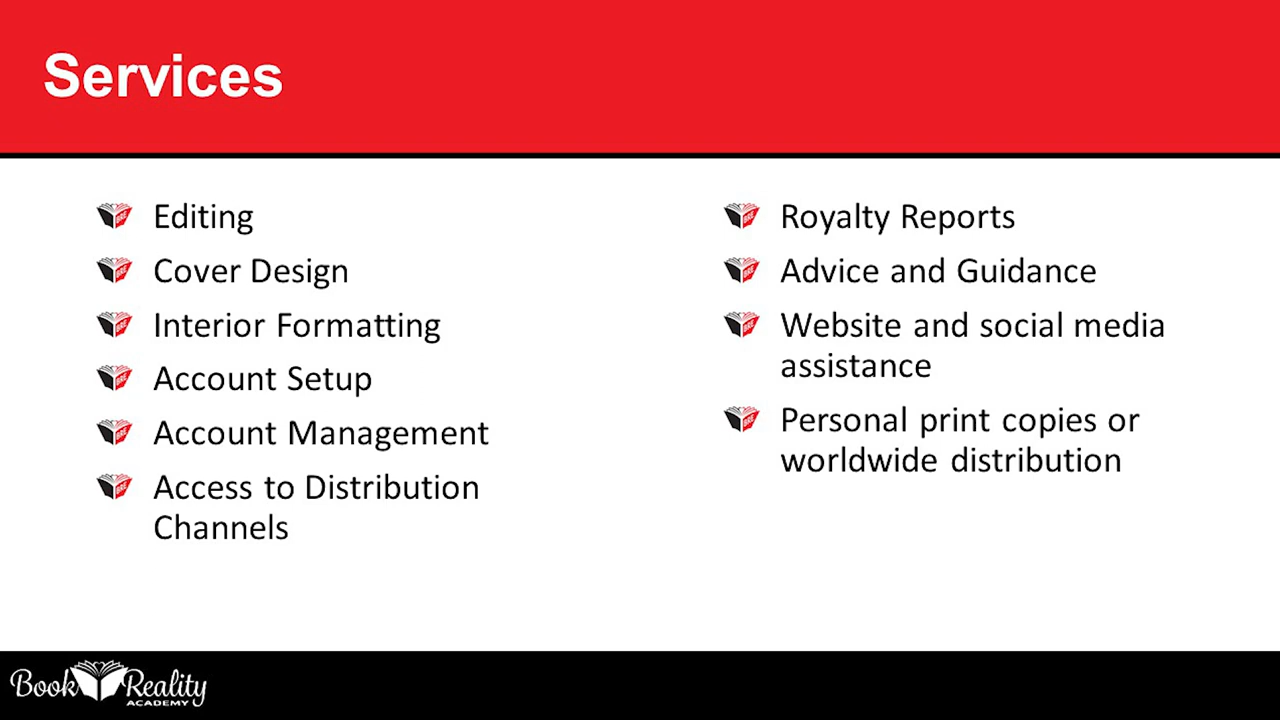 Services
Editing
Cover Design
Interior Formatting
Account Setup
Account Management
Access to Distribution
Channels
Royalty Reports
Advice and Guidance
Website and social media
assistance
Personal print copies or
worldwide distribution
Book Reality
ACADEMY